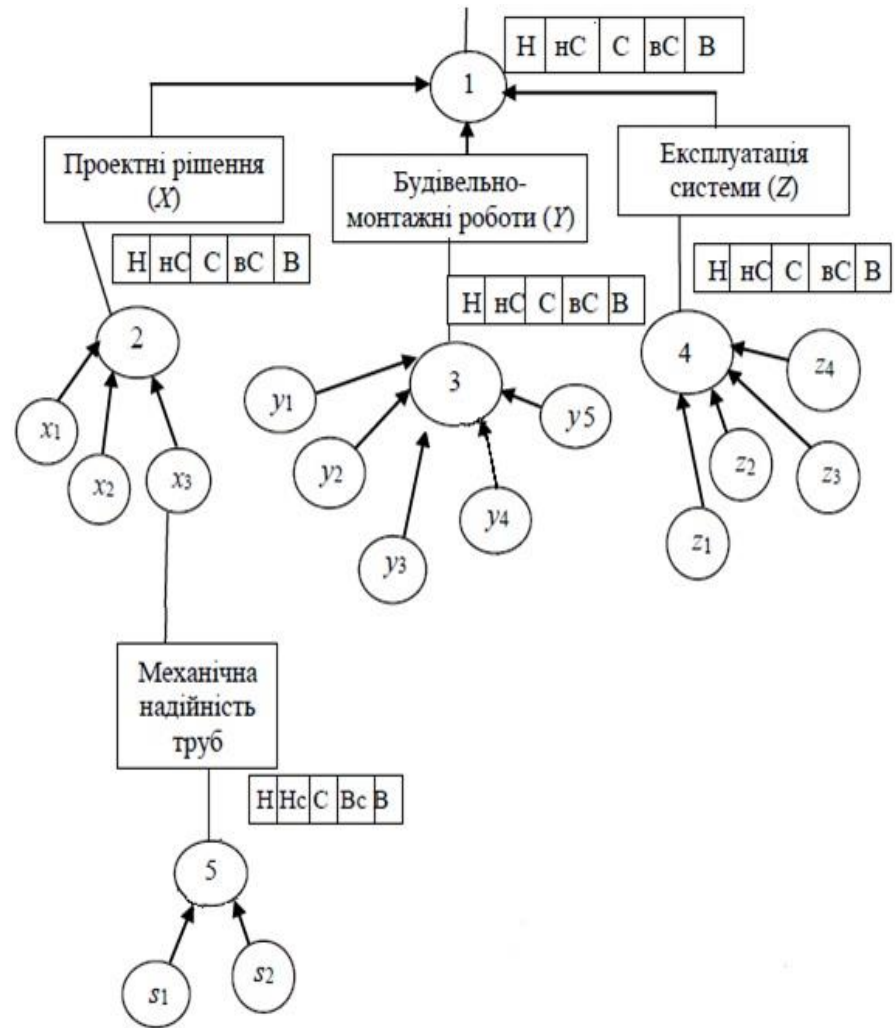 Н нС С вС В
1
Проектні рішення
(X)
Будівельно-
монтажні роботи (Y)
Експлуатація
системи (Z)
Н нС С вС В
Н нС С вС В
Н нС С вС В
2
3
4
x1
x2
x3
y1
y2
y3
y4
y5
z1
z2
z3
z4
Механічна
надійність
труб
Н Нс С Вс В
5
s1
s2